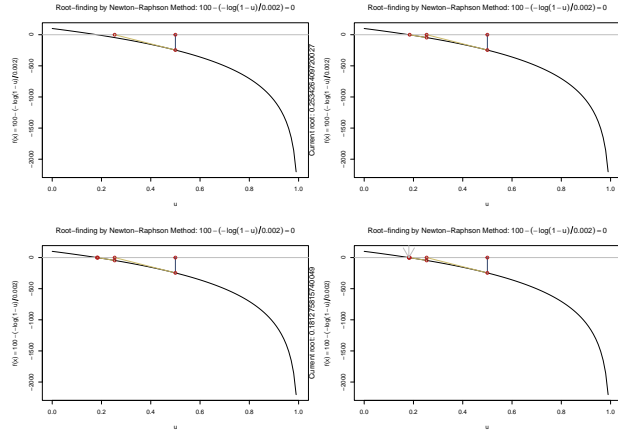 Root−finding by Newton−Raphson Method: 100−(−log(1−u)/0.002)=0
f(x) = 100−(−log(1−u)/0.002)
0
−500
−1000
−1500
−2000
0.0 0.2 0.4 0.6 0.8 1.0
u
Root−finding by Newton−Raphson Method: 100−(−log(1−u)/0.002)=0
Current root: 0.253426409720027
f(x) = 100−(−log(1−u)/0.002)
0
−500
−1000
−1500
−2000
0.0 0.2 0.4 0.6 0.8 1.0
u
Root−finding by Newton−Raphson Method: 100−(−log(1−u)/0.002)=0
f(x) = 100−(−log(1−u)/0.002)
0
−500
−1000
−1500
−2000
0.0 0.2 0.4 0.6 0.8 1.0
u
Root−finding by Newton−Raphson Method: 100−(−log(1−u)/0.002)=0
f(x) = 100−(−log(1−u)/0.002)
0
−500
−1000
−1500
−2000
0.0 0.2 0.4 0.6 0.8 1.0
u